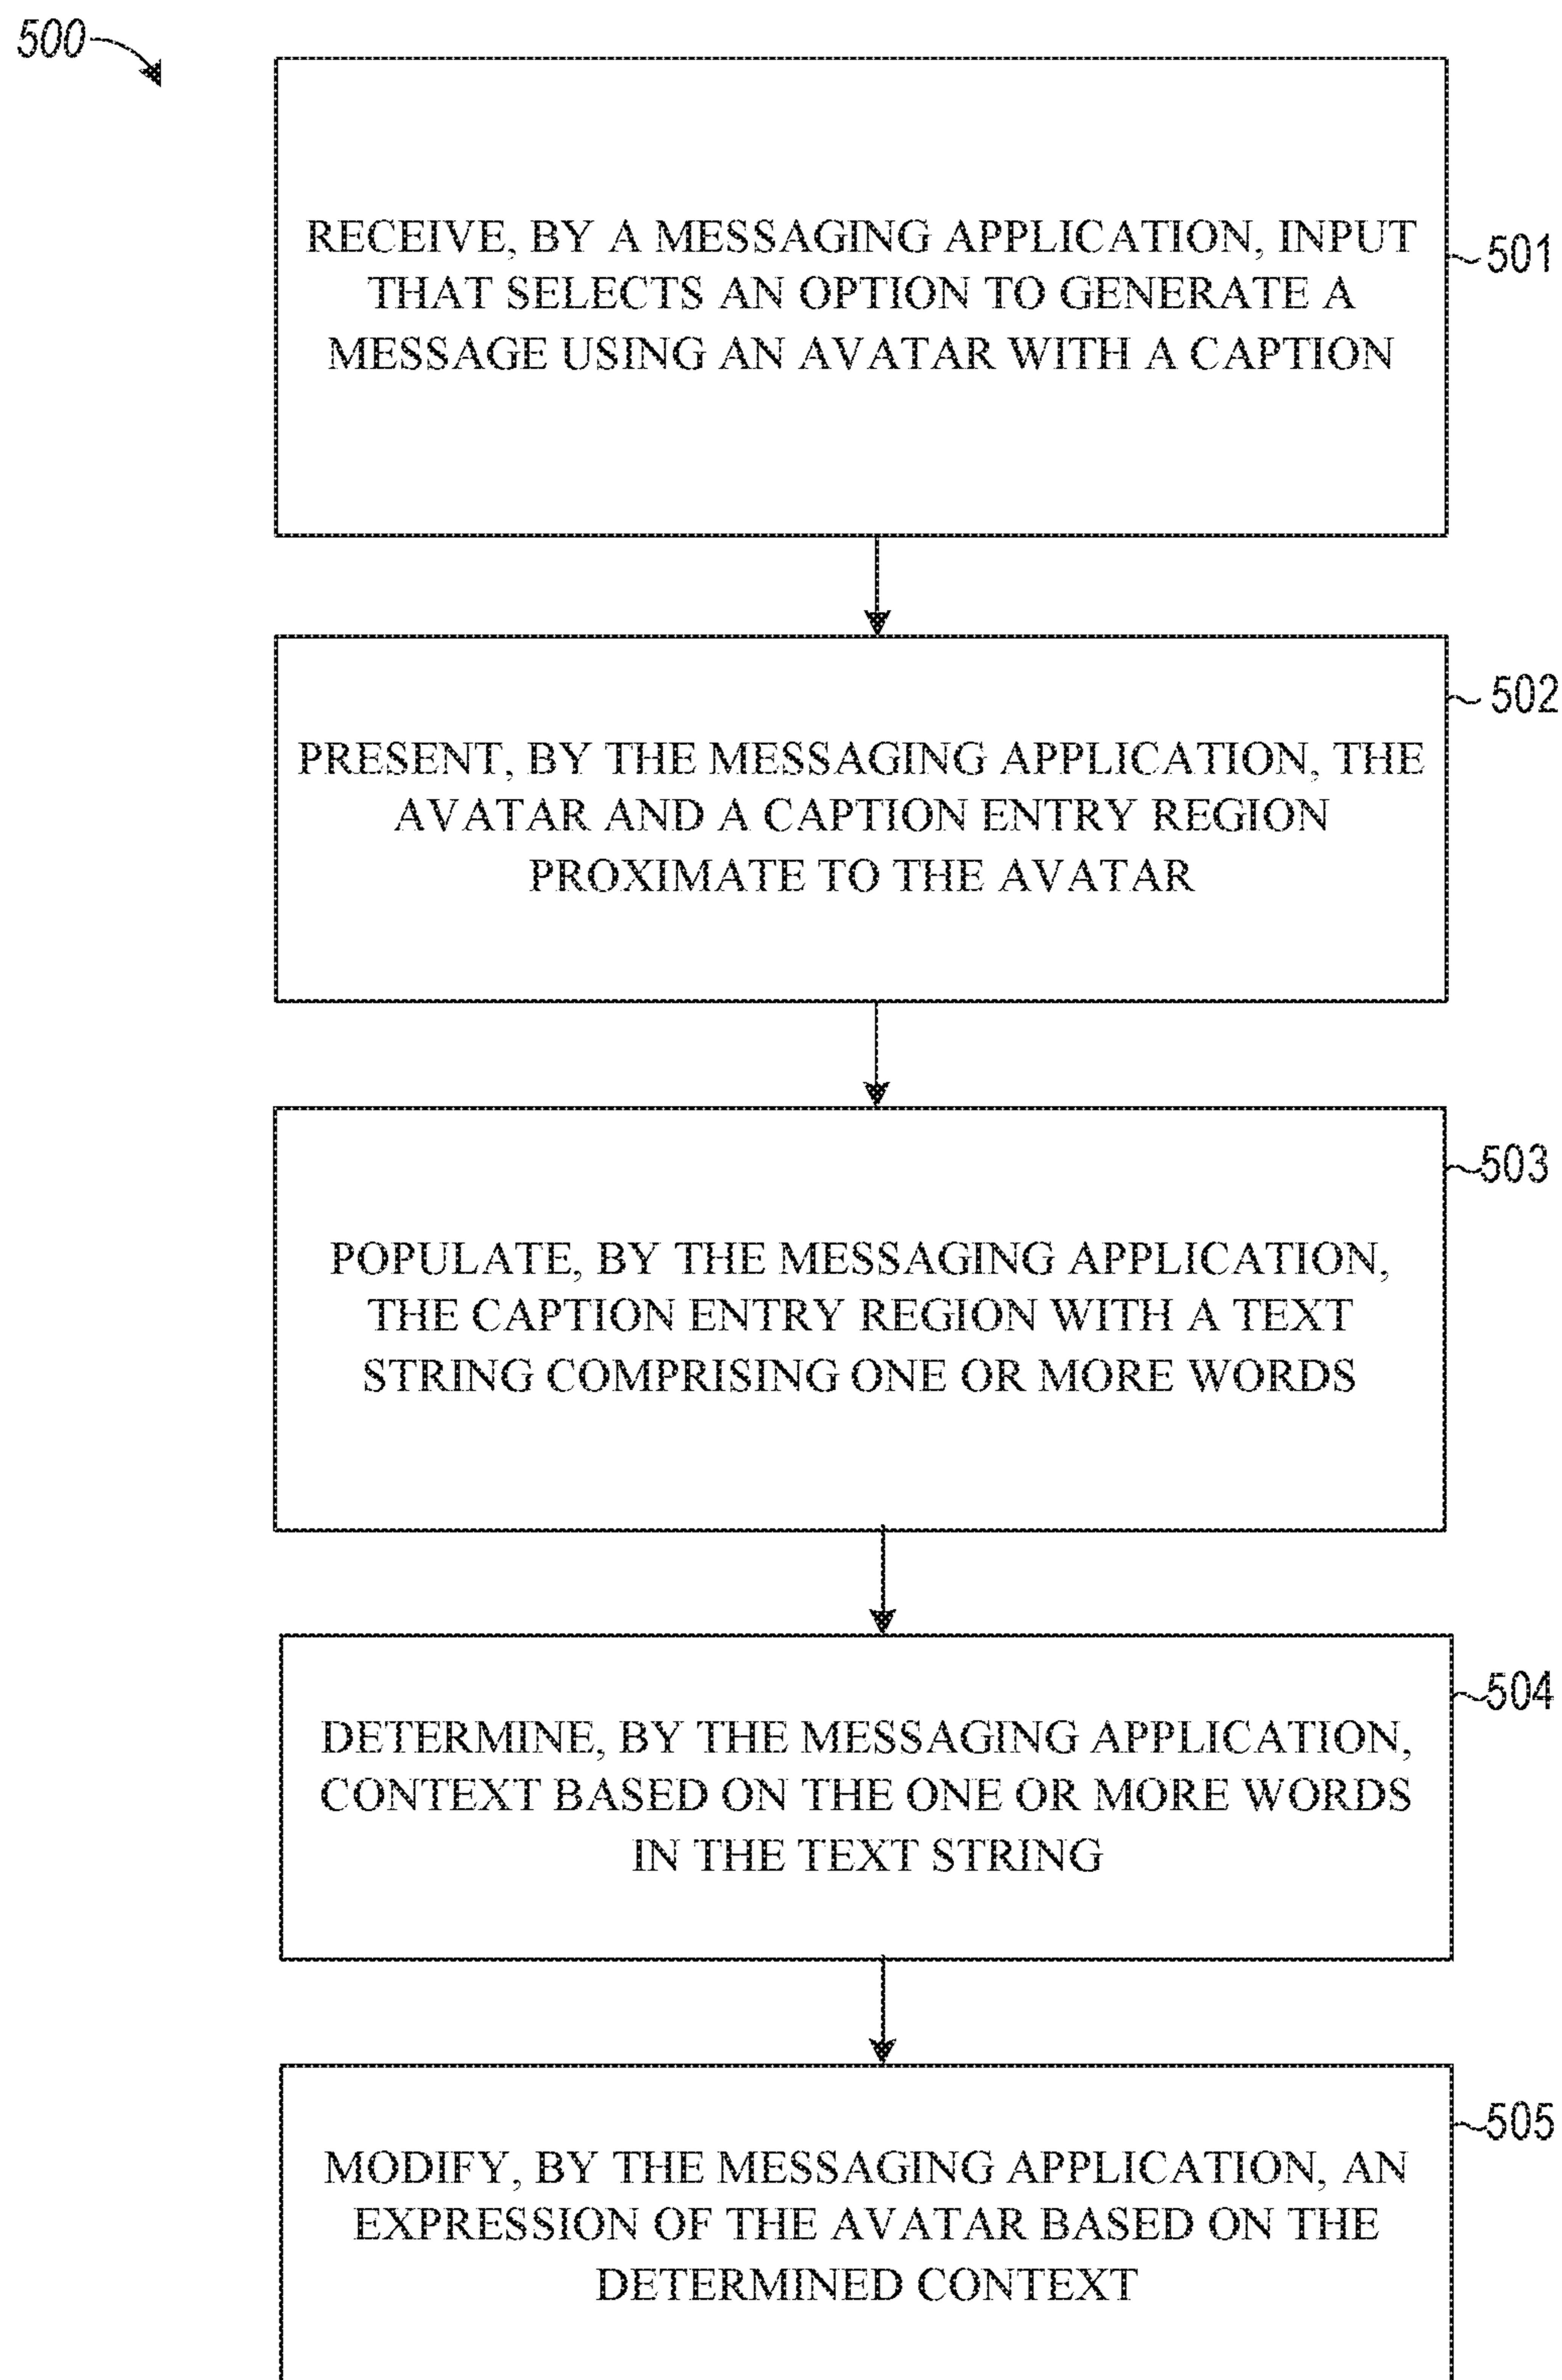 500
RECEIVE, BY A MESSAGING APPLICATION, INPUT
THAT SELECTS AN OPTION TO GENERATE A
MESSAGE USING AN AVATAR WITH A CAPTION
501
PRESENT, BY THE MESSAGING APPLICATION, THE
AVATAR AND A CAPTION ENTRY REGION
PROXIMATE TO THE AVATAR
502
POPULATE, BY THE MESSAGING APPLICATION,
THE CAPTION ENTRY REGION WITH A TEXT
STRING COMPRISING ONE OR MORE WORDS
503
DETERMINE, BY THE MESSAGING APPLICATION,
CONTEXT BASED ON THE ONE OR MORE WORDS
IN THE TEXT STRING
504
MODIFY, BY THE MESSAGING APPLICATION, AN
EXPRESSION OF THE AVATAR BASED ON THE
DETERMINED CONTEXT
505